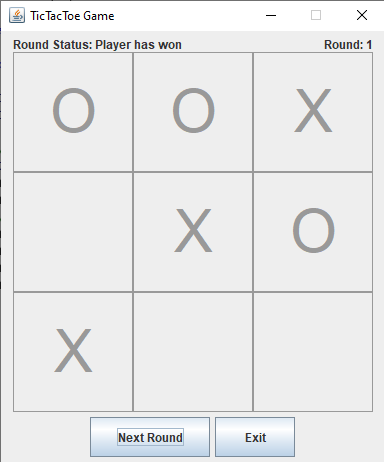 TicTacToe Game
Round Status: Player has won Round: 1
O O X
X O
X
Next Round Exit